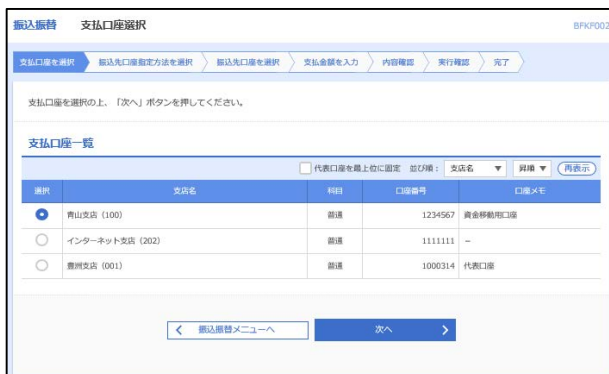 振込振替 支払口座選択 BFKF002
支払口座を選択 振込先口座指定方法を選択 振込先口座を選択 支払金額を入力 内容確認 実行確認 完了
支払口座を選択の上、「次へ」ボタンを押してください。
支払口座一覧
代表口座を最上位に固定 並び順： 支店名 ▼ 昇順 ▼ 再表示
選択 支店名 科目 口座番号 口座メモ
青山支店（100） 普通 1234567 資金移動用口座
インターネット支店（202） 普通 1111111 −
豊洲支店（001） 普通 1000314 代表口座
振込振替メニューへ 次へ